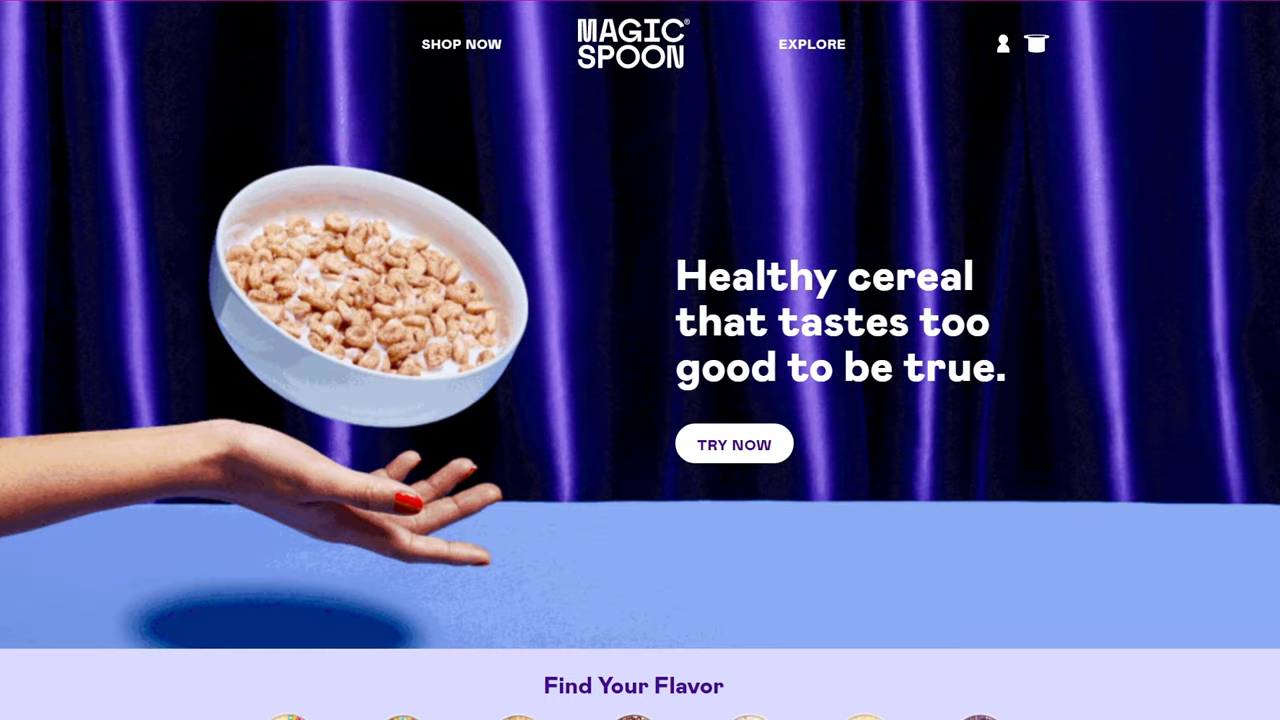 SHOP NOW
MAGIC®
SPOON
EXPLORE
Healthy cereal
that tastes too
good to be true.
TRY NOW
Find Your Flavor